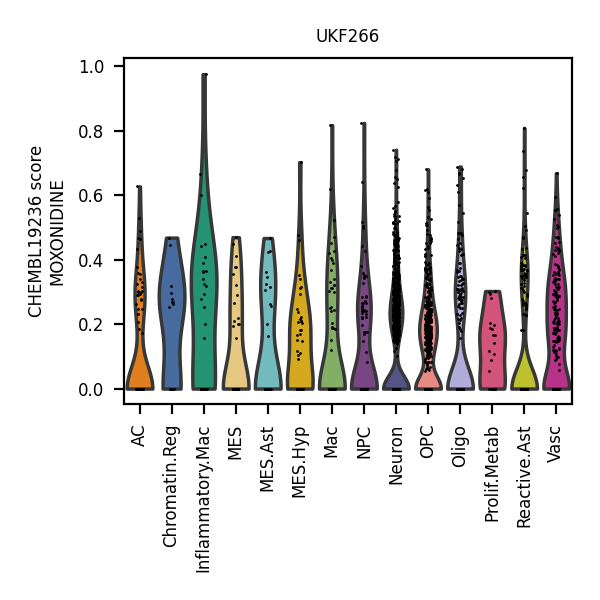 UKF266
CHEMBL19236 score
MOXONIDINE
1.0
0.8
0.6
0.4
0.2
0.0
AC
Chromatin.Reg
Inflammatory.Mac
MES
MES.Ast
MES.Hyp
Mac
NPC
Neuron
OPC
Oligo
Prolif.Metab
Reactive.Ast
Vasc